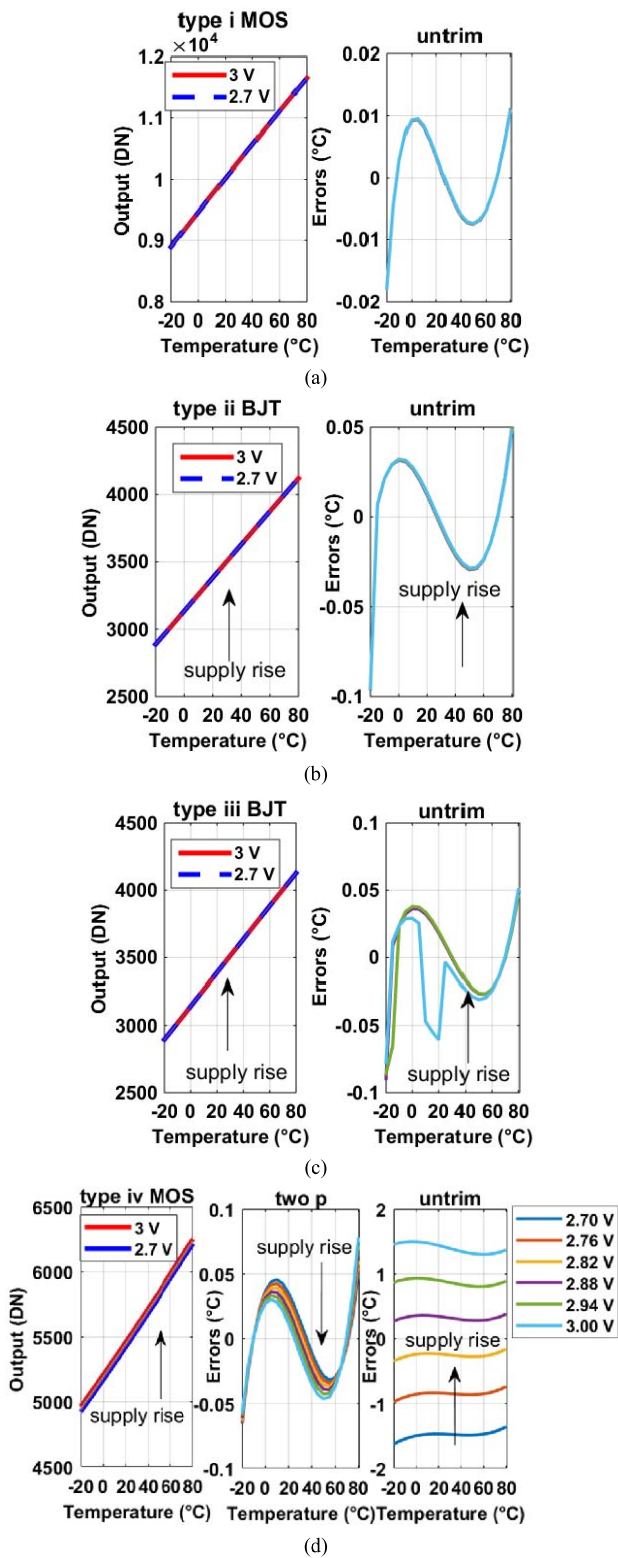 type i MOS
×10⁴
1.2
1.1
1
0.9
0.8
Output (DN)
3 V
2.7 V
-20 0 20 40 60 80
Temperature (°C)
untrim
0.02
0.01
0
-0.01
-0.02
Errors (°C)
-20 0 20 40 60 80
Temperature (°C)
(a)
type ii BJT
4500
4000
3500
3000
2500
Output (DN)
3 V
2.7 V
supply rise
-20 0 20 40 60 80
Temperature (°C)
untrim
0.05
0
-0.05
-0.1
Errors (°C)
supply rise
-20 0 20 40 60 80
Temperature (°C)
(b)
type iii BJT
4500
4000
3500
3000
2500
Output (DN)
3 V
2.7 V
supply rise
-20 0 20 40 60 80
Temperature (°C)
untrim
0.1
0.05
0
-0.05
-0.1
Errors (°C)
supply rise
-20 0 20 40 60 80
Temperature (°C)
(c)
type iv MOS
6500
6000
5500
5000
4500
Output (DN)
3 V
2.7 V
supply rise
-20 0 20 40 60 80
Temperature (°C)
two p
0.1
0.05
0
-0.05
-0.1
Errors (°C)
supply rise
-20 0 20 40 60 80
Temperature (°C)
untrim
2
1
0
-1
-2
Errors (°C)
supply rise
-20 0 20 40 60 80
Temperature (°C)
2.70 V
2.76 V
2.82 V
2.88 V
2.94 V
3.00 V
(d)